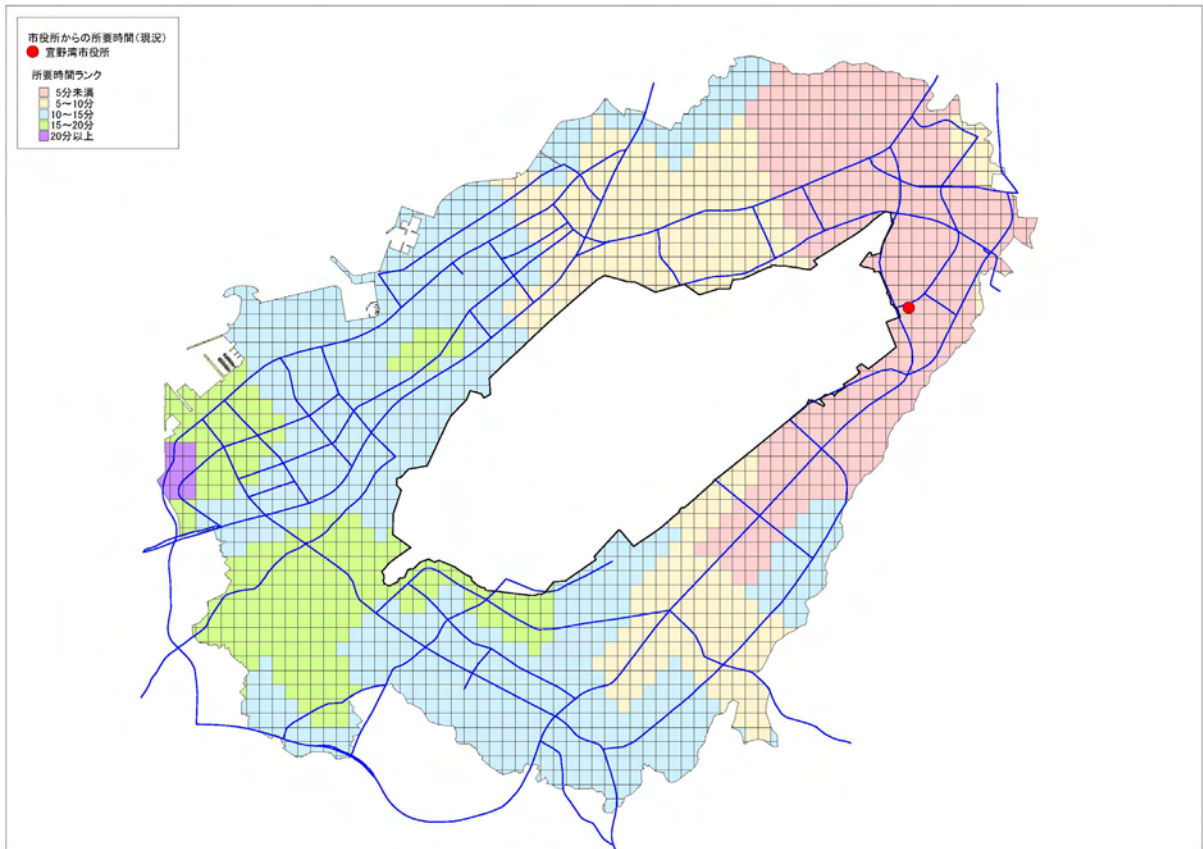 市役所からの所要時間(現況)
宜野湾市役所
所要時間ランク
5分未満
5~10分
10~15分
15~20分
20分以上